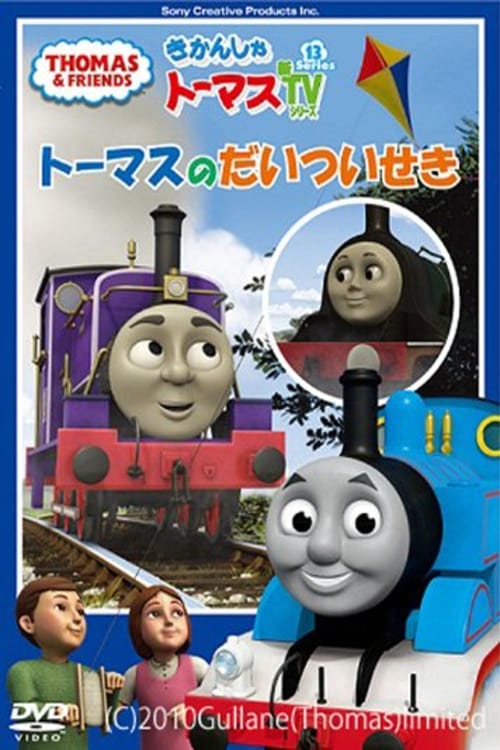 Sony Creative Products Inc.
THOMAS
& FRIENDS
きかんしゃ
トーマス
13
Series
新TV
シリーズ
トーマスのだいついせき
DVD
VIDEO
(C)2010Gullane(Thomas)limited